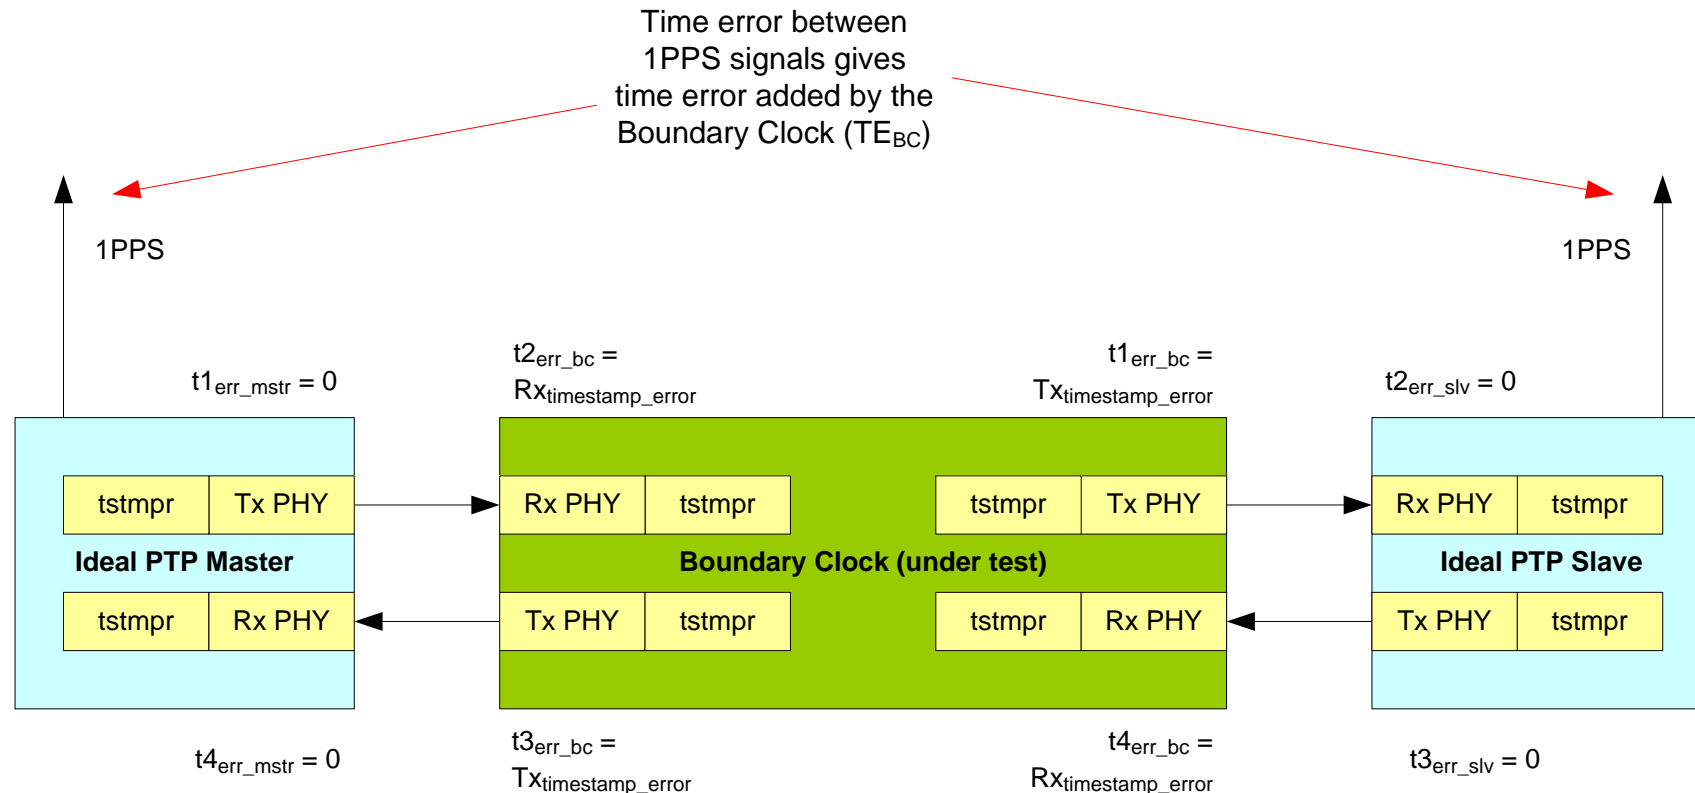 Time error between
1PPS signals gives
time error added by the
Boundary Clock (TEBC)
1PPS
1PPS
t1err_mstr = 0
t2err_bc =
Rxtimestamp_error
t1err_bc =
Txtimestamp_error
t2err_slv = 0
tstmpr Tx PHY Rx PHY tstmpr tstmpr Tx PHY Rx PHY tstmpr
Ideal PTP Master Boundary Clock (under test) Ideal PTP Slave
tstmpr Rx PHY Tx PHY tstmpr tstmpr Rx PHY Tx PHY tstmpr
t4err_mstr = 0
t3err_bc =
Txtimestamp_error
t4err_bc =
Rxtimestamp_error
t3err_slv = 0